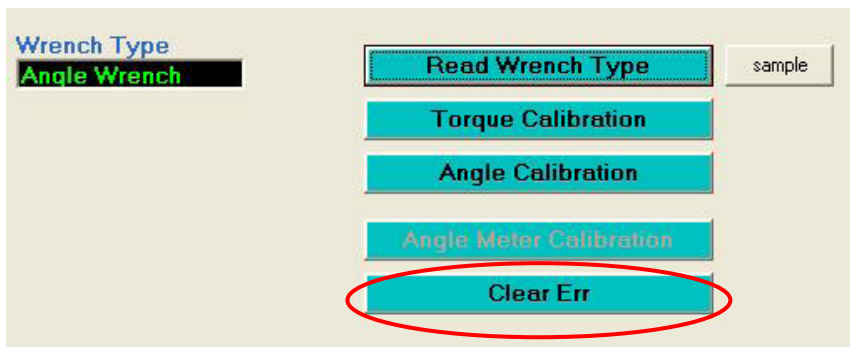 Wrench Type
Angle Wrench
Read Wrench Type
sample
Torque Calibration
Angle Calibration
Angle Meter Calibration
Clear Err